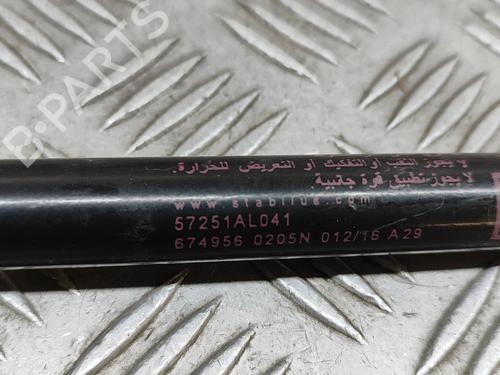 B-PARTS
لا يجوز الثقب أو التفكيك أو التعريض للحرارة.
لا يجوز تطبيق قوة جانبية.
www.stabilus.com
57251AL041
674956 0205N 012/16 A29